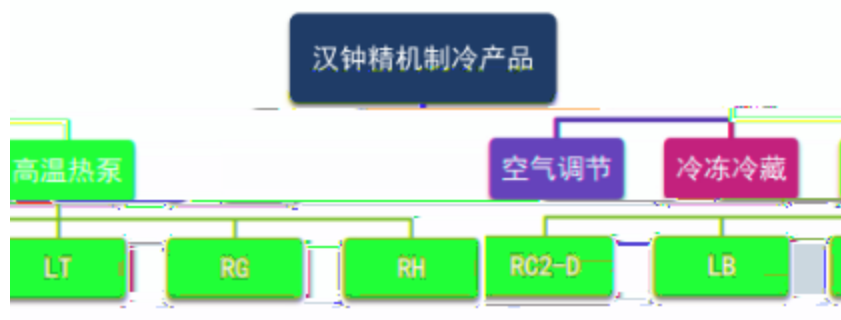 汉钟精机制冷产品
高温热泵
空气调节
冷冻冷藏
LT
RG
RH
RC2-D
LB